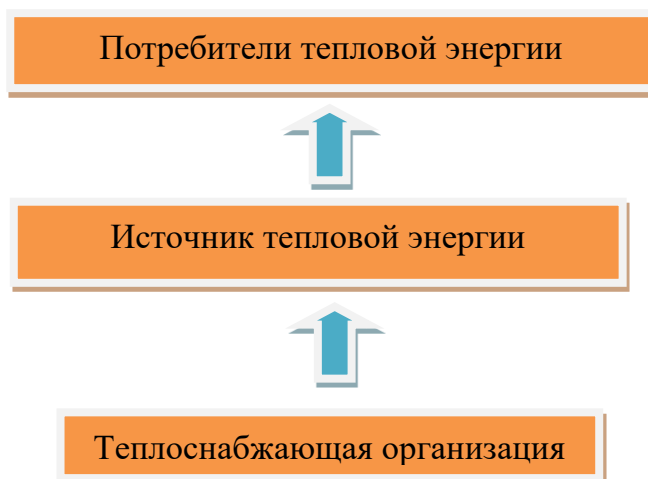 Потребители тепловой энергии
Источник тепловой энергии
Теплоснабжающая организация